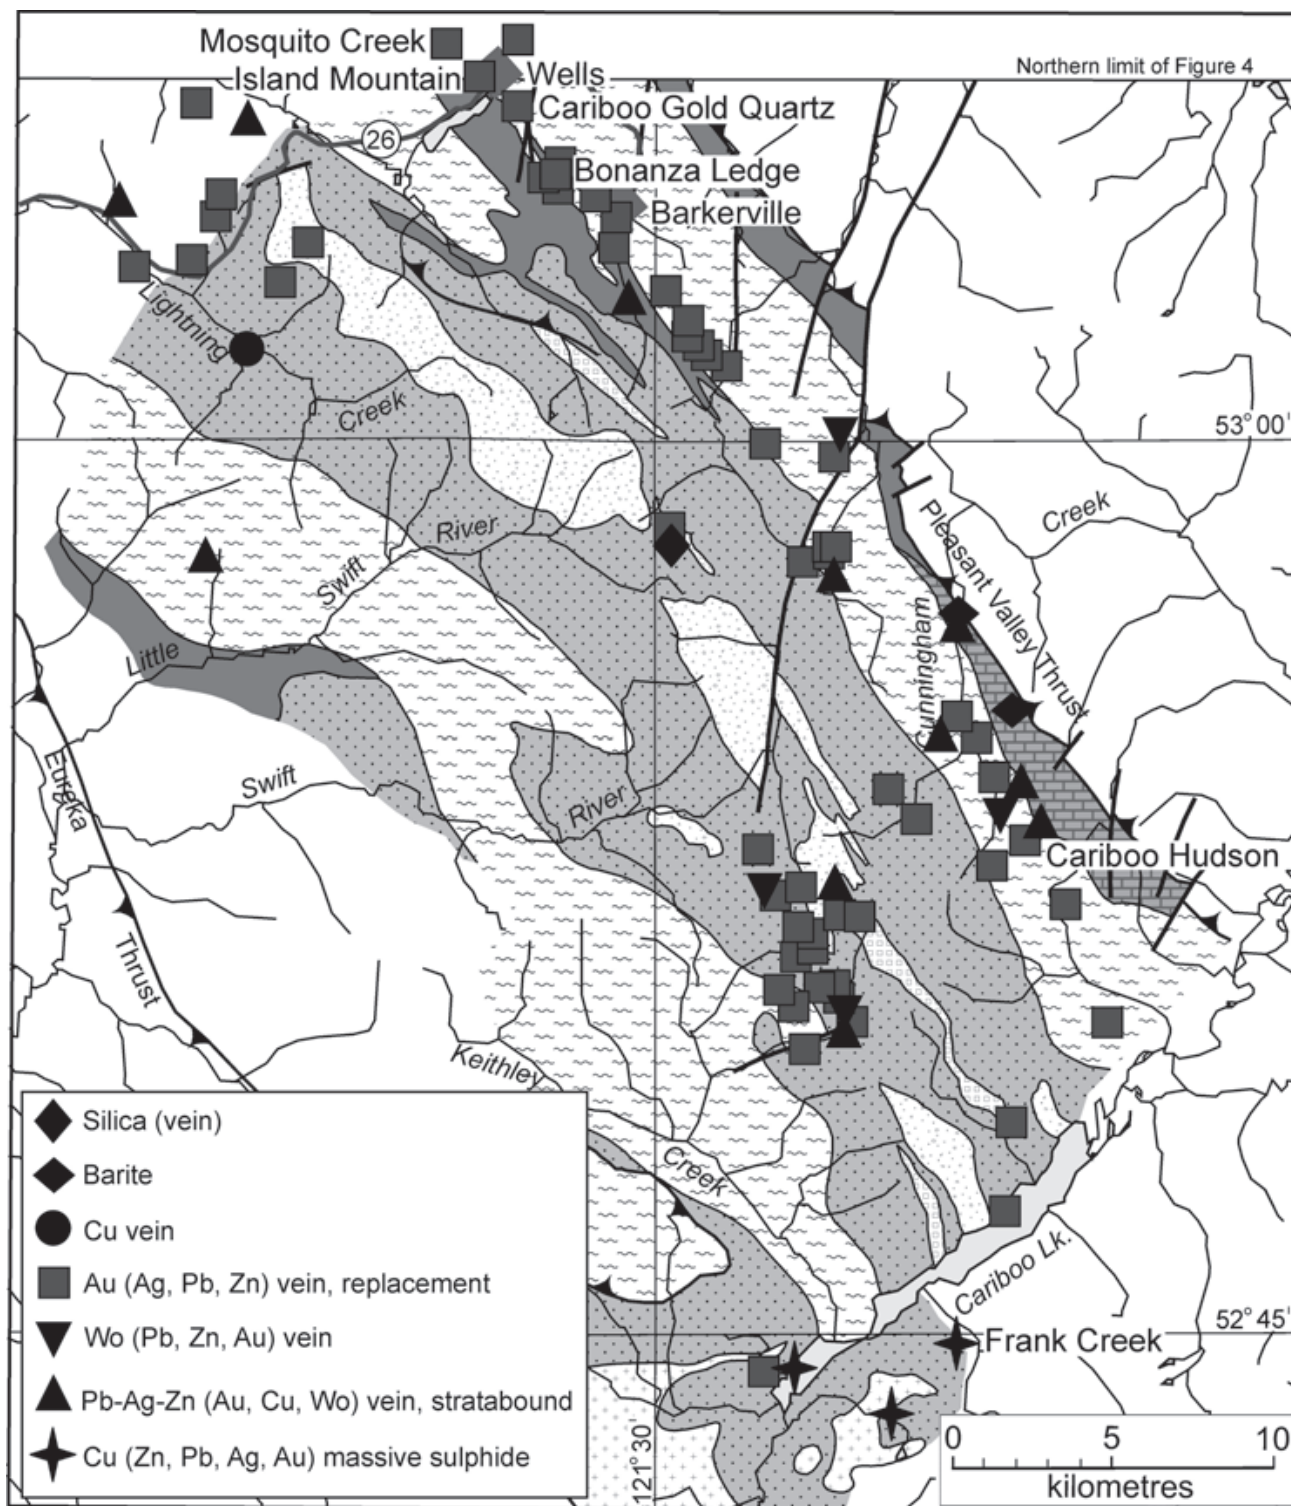 Mosquito Creek
Island Mountain
Wells
Northern limit of Figure 4
Cariboo Gold Quartz
26
Bonanza Ledge
Barkerville
Lightning
Creek
53° 00'
Creek
River
Swift
Pleasant Valley Thrust
Cunningham
Little
Eureka
Thrust
Swift
River
Cariboo Hudson
Keithley
Creek
Cariboo Lk.
52° 45'
Frank Creek
121° 30'
Silica (vein)
Barite
Cu vein
Au (Ag, Pb, Zn) vein, replacement
Wo (Pb, Zn, Au) vein
Pb-Ag-Zn (Au, Cu, Wo) vein, stratabound
Cu (Zn, Pb, Ag, Au) massive sulphide
0 5 10
kilometres